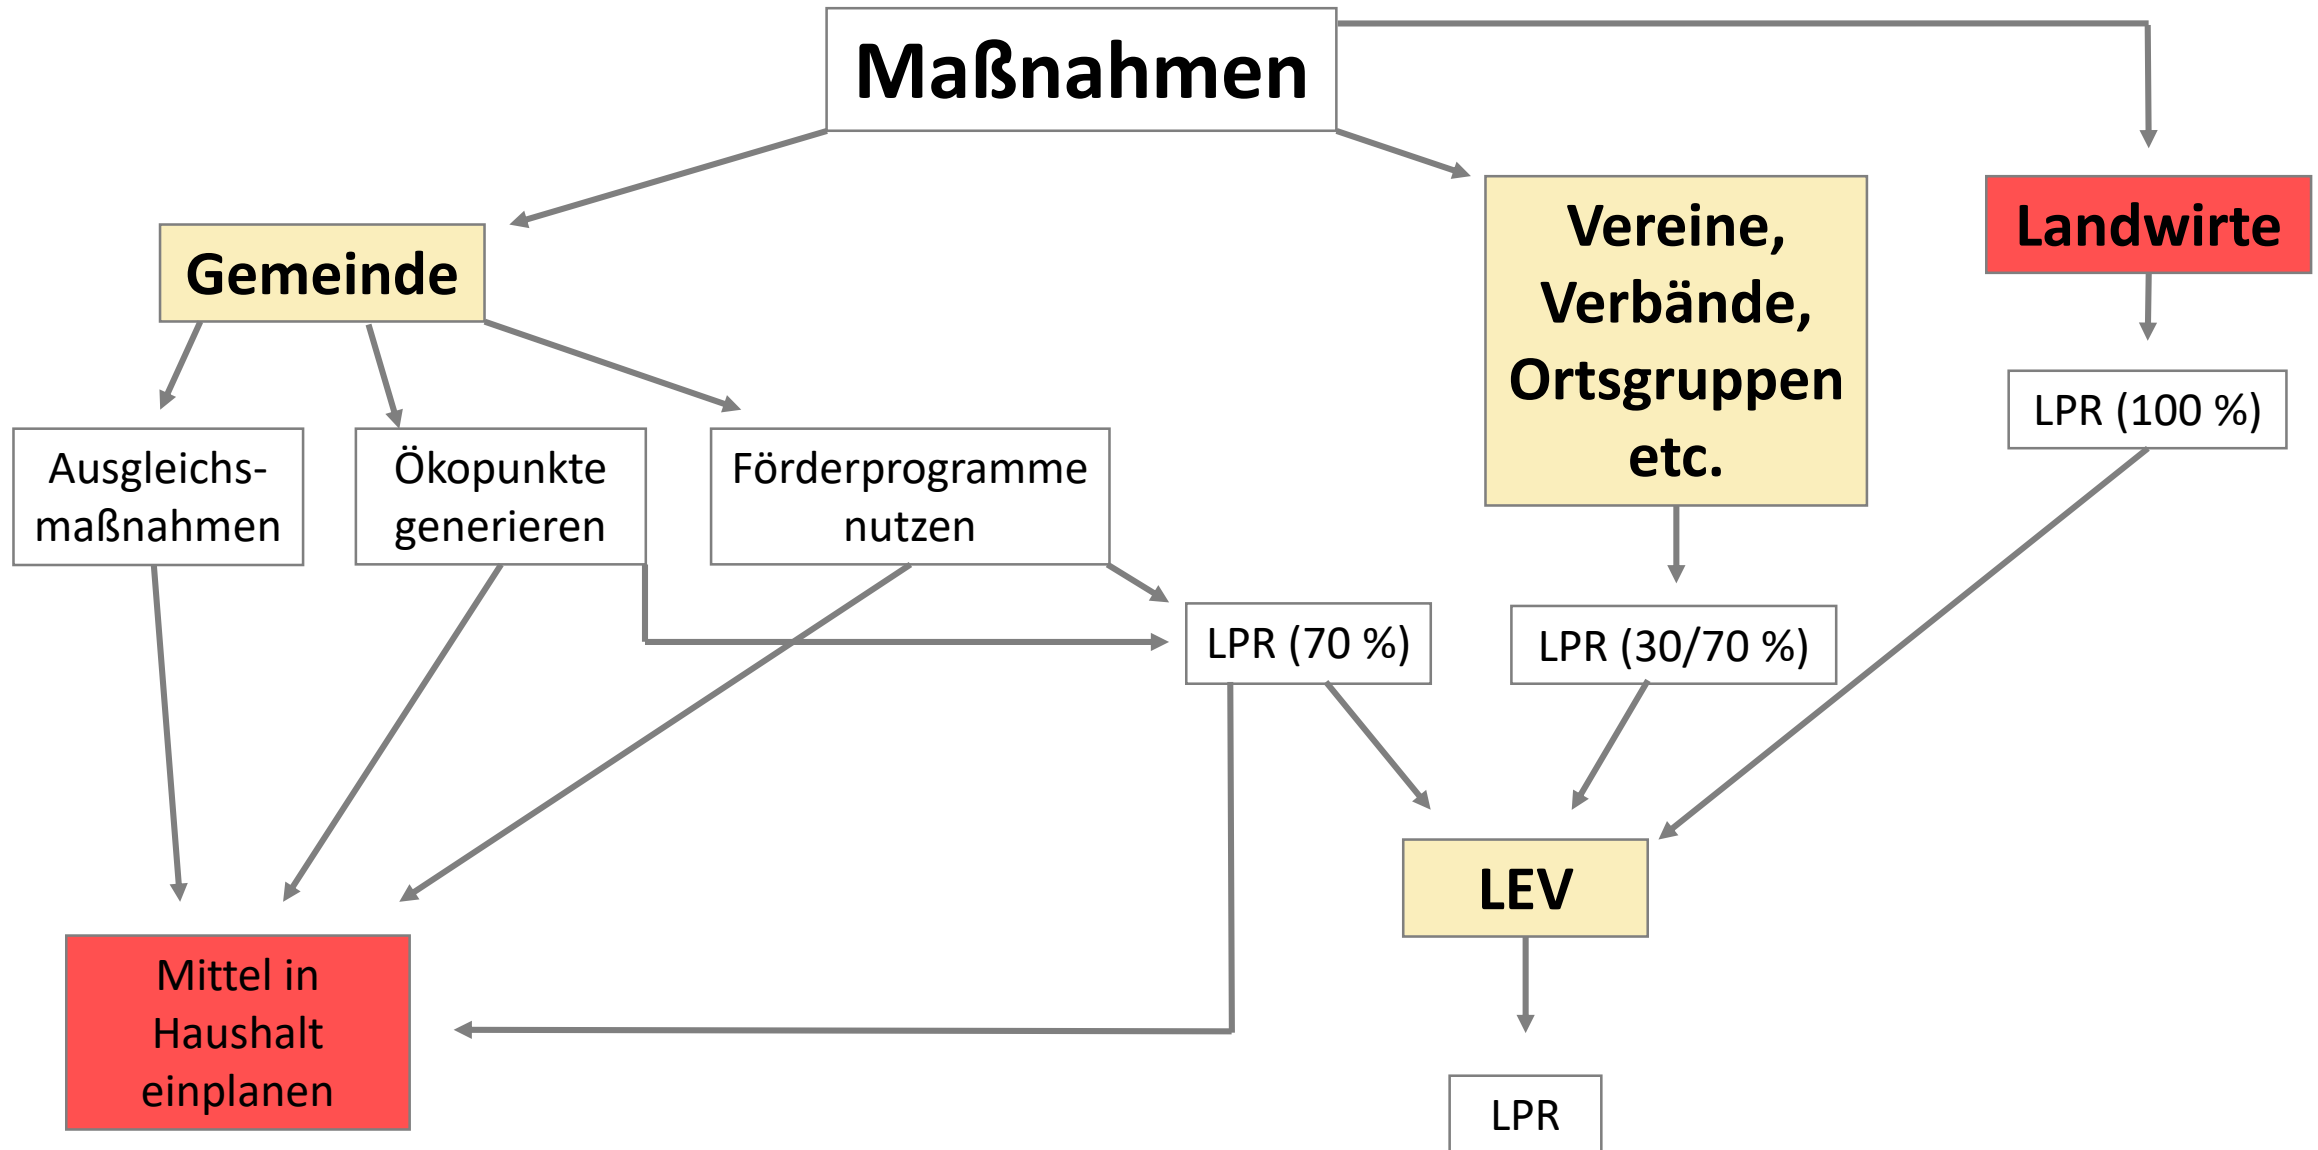 Maßnahmen
Gemeinde
Vereine,
Verbände,
Ortsgruppen
etc.
Landwirte
LPR (100 %)
Ausgleichs-
maßnahmen
Ökopunkte
generieren
Förderprogramme
nutzen
LPR (70 %)
LPR (30/70 %)
LEV
Mittel in
Haushalt
einplanen
LPR